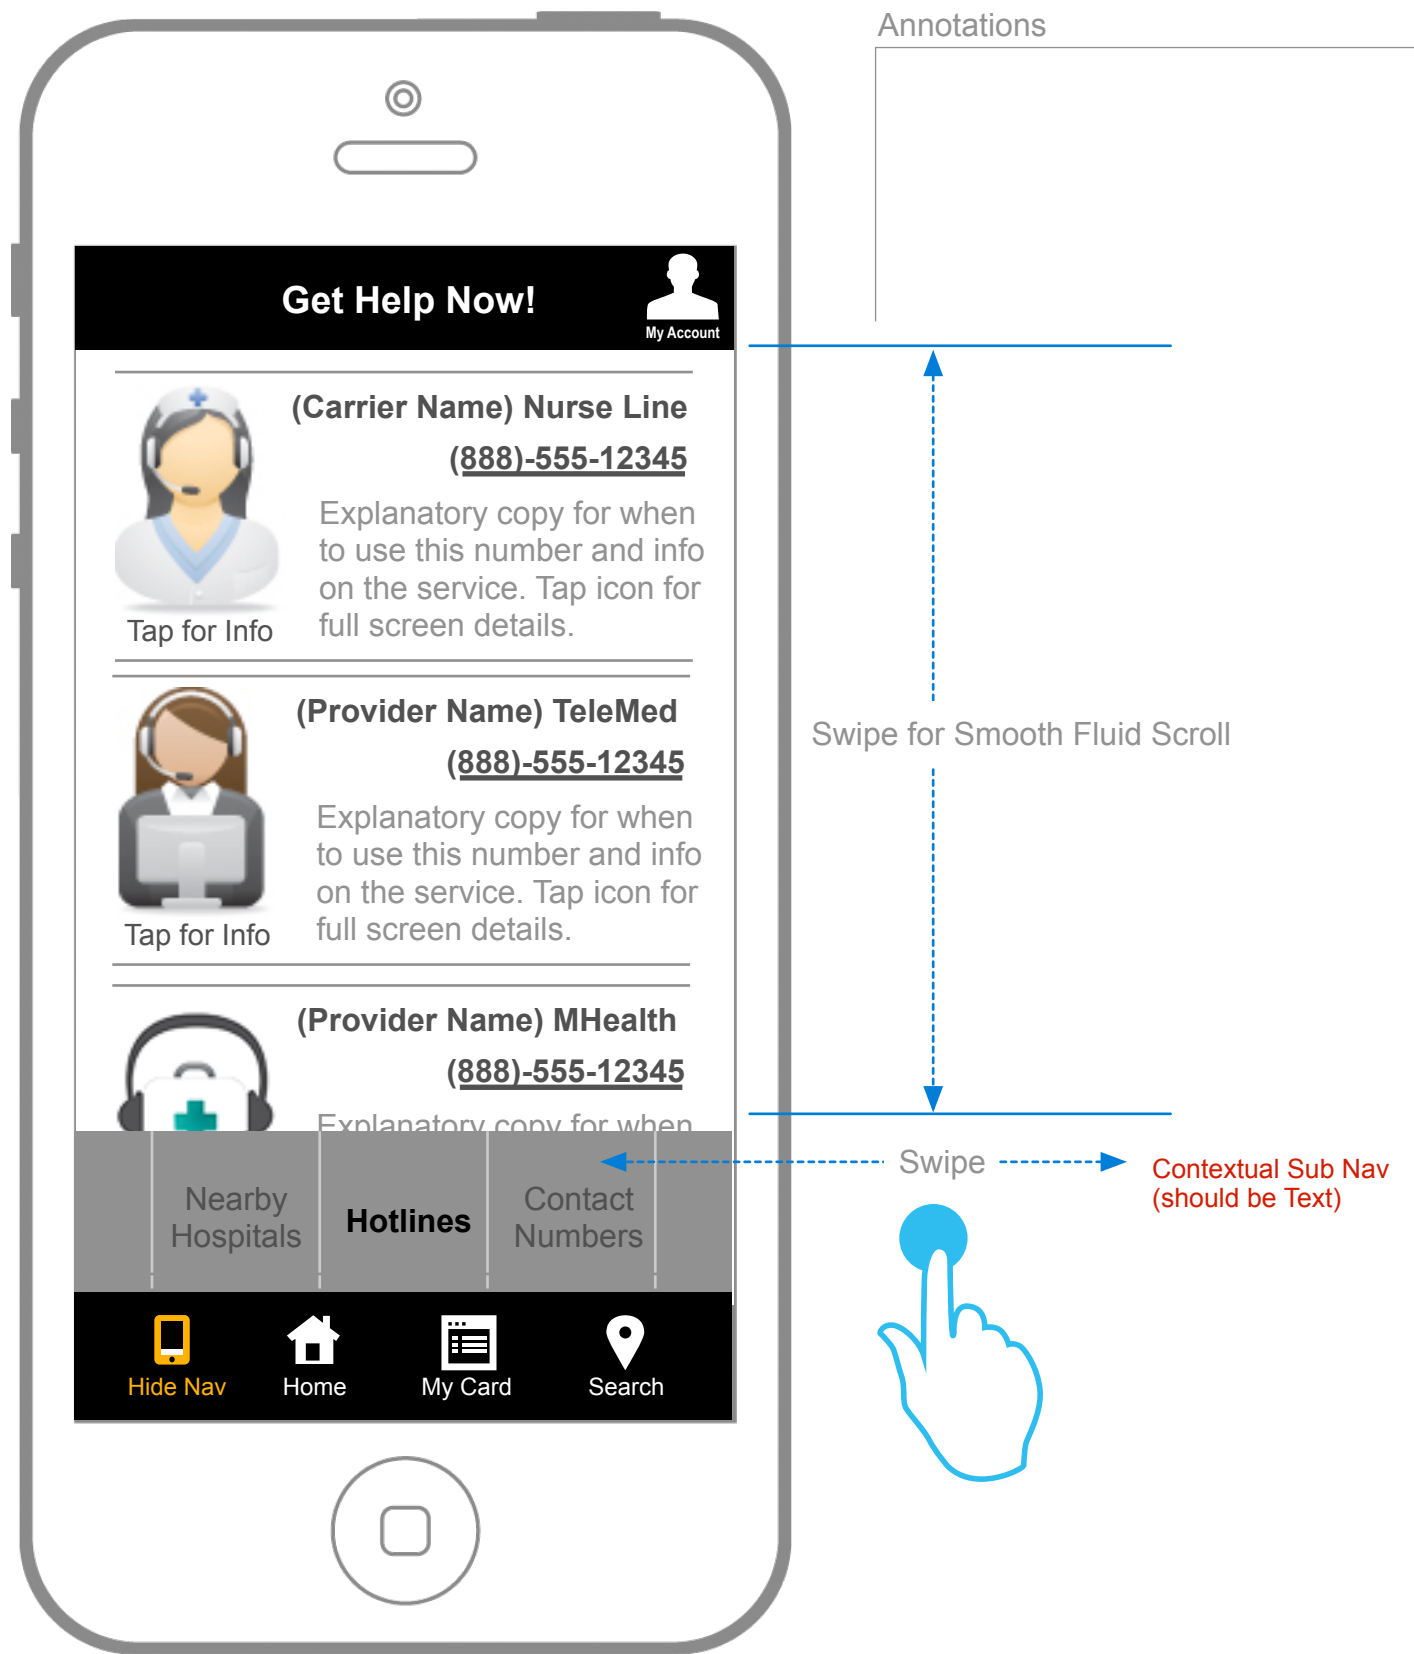 Annotations
Get Help Now!
My Account
(Carrier Name) Nurse Line
(888)-555-12345
Explanatory copy for when
to use this number and info
on the service. Tap icon for
full screen details.
Tap for Info
(Provider Name) TeleMed
(888)-555-12345
Explanatory copy for when
to use this number and info
on the service. Tap icon for
full screen details.
Tap for Info
Swipe for Smooth Fluid Scroll
(Provider Name) MHealth
(888)-555-12345
Explanatory copy for when
Swipe
Contextual Sub Nav
(should be Text)
Nearby
Hospitals
Hotlines
Contact
Numbers
Hide Nav
Home
My Card
Search